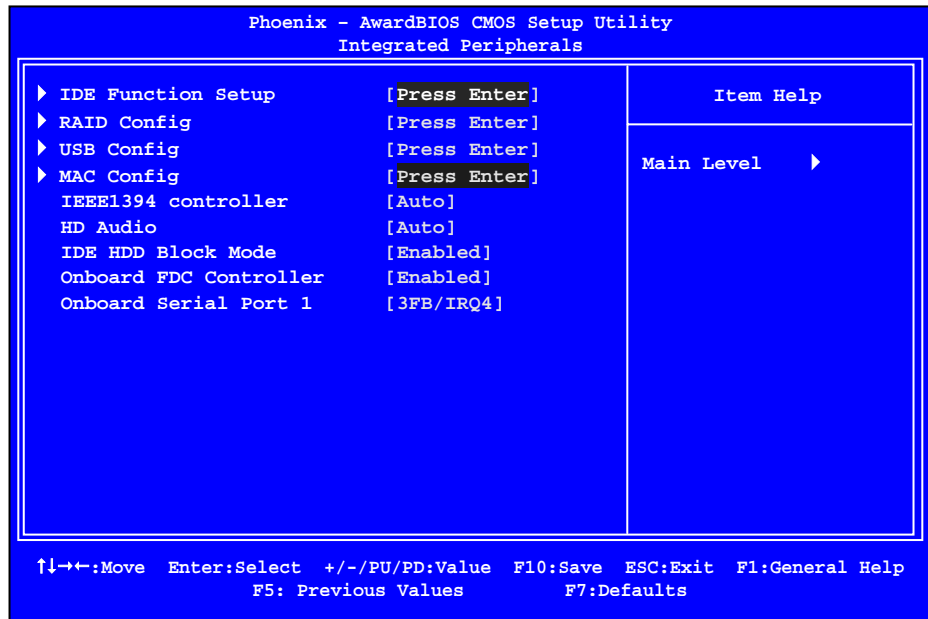 Phoenix – AwardBIOS CMOS Setup Utility
Integrated Peripherals
IDE Function Setup [Press Enter]
RAID Config [Press Enter]
USB Config [Press Enter]
MAC Config [Press Enter]
IEEE1394 controller [Auto]
HD Audio [Auto]
IDE HDD Block Mode [Enabled]
Onboard FDC Controller [Enabled]
Onboard Serial Port 1 [3FB/IRQ4]
Item Help
Main Level
↑↓→←:Move Enter:Select +/-/PU/PD:Value F10:Save ESC:Exit F1:General Help
F5: Previous Values F7:Defaults